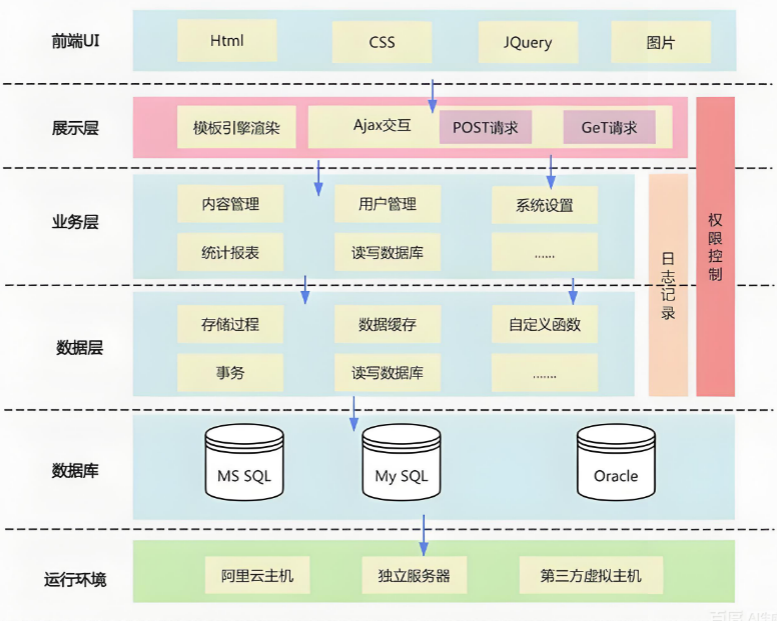 前端UI
Html
CSS
JQuery
图片
展示层
模板引擎渲染
Ajax交互
POST请求
GeT请求
权限控制
业务层
内容管理
用户管理
系统设置
统计报表
读写数据库
......
日志记录
数据层
存储过程
数据缓存
自定义函数
事务
读写数据库
.......
数据库
MS SQL
My SQL
Oracle
运行环境
阿里云主机
独立服务器
第三方虚拟主机